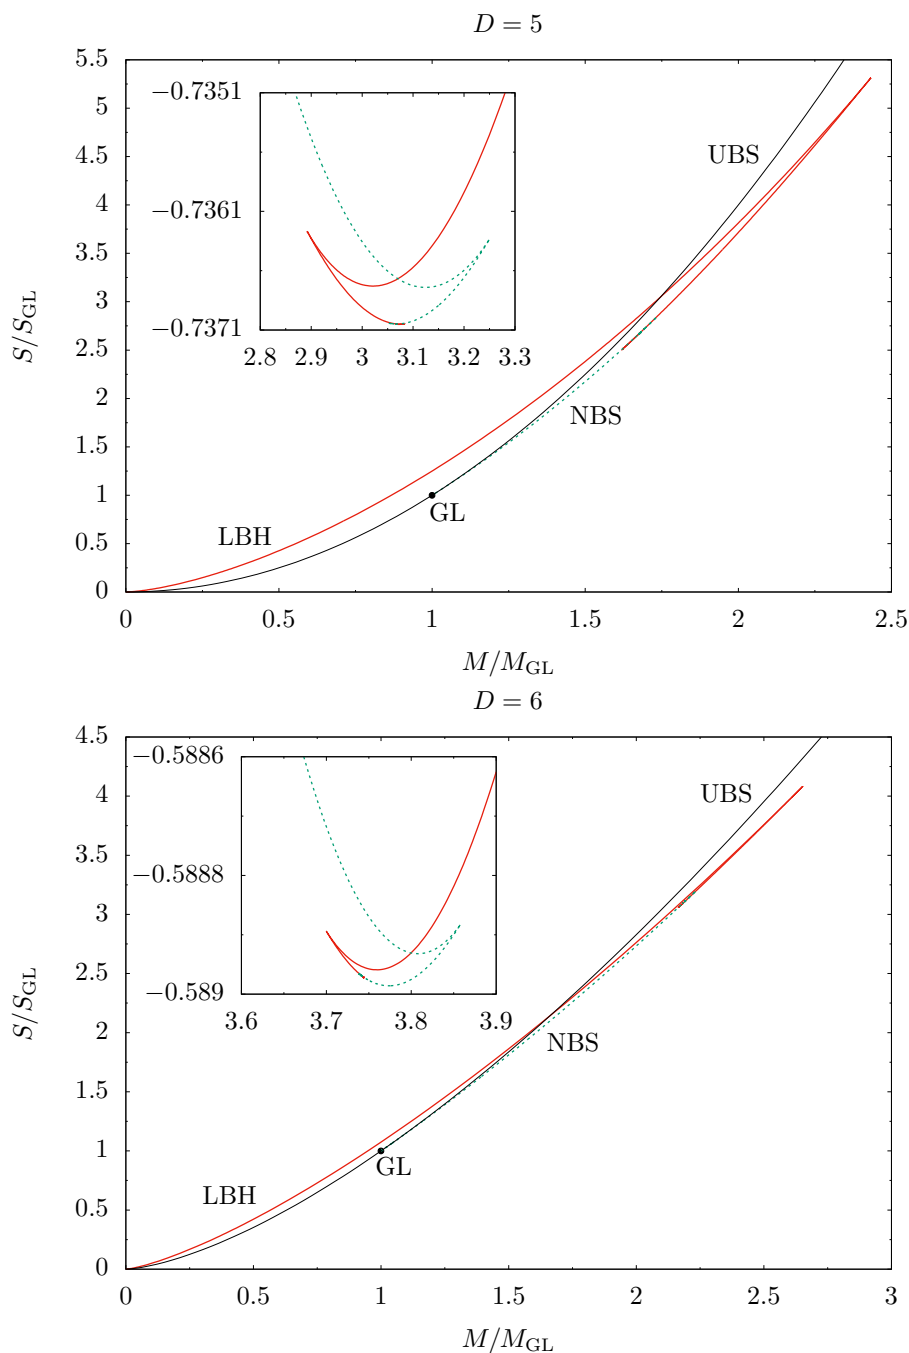 D = 5
5.5
5
4.5
4
3.5
3
2.5
2
1.5
1
0.5
0
S/S_GL
−0.7351
−0.7361
−0.7371
2.8 2.9 3 3.1 3.2 3.3
UBS
NBS
GL
LBH
0 0.5 1 1.5 2 2.5
M/M_GL
D = 6
4.5
4
3.5
3
2.5
2
1.5
1
0.5
0
S/S_GL
−0.5886
−0.5888
−0.589
3.6 3.7 3.8 3.9
UBS
NBS
GL
LBH
0 0.5 1 1.5 2 2.5 3
M/M_GL